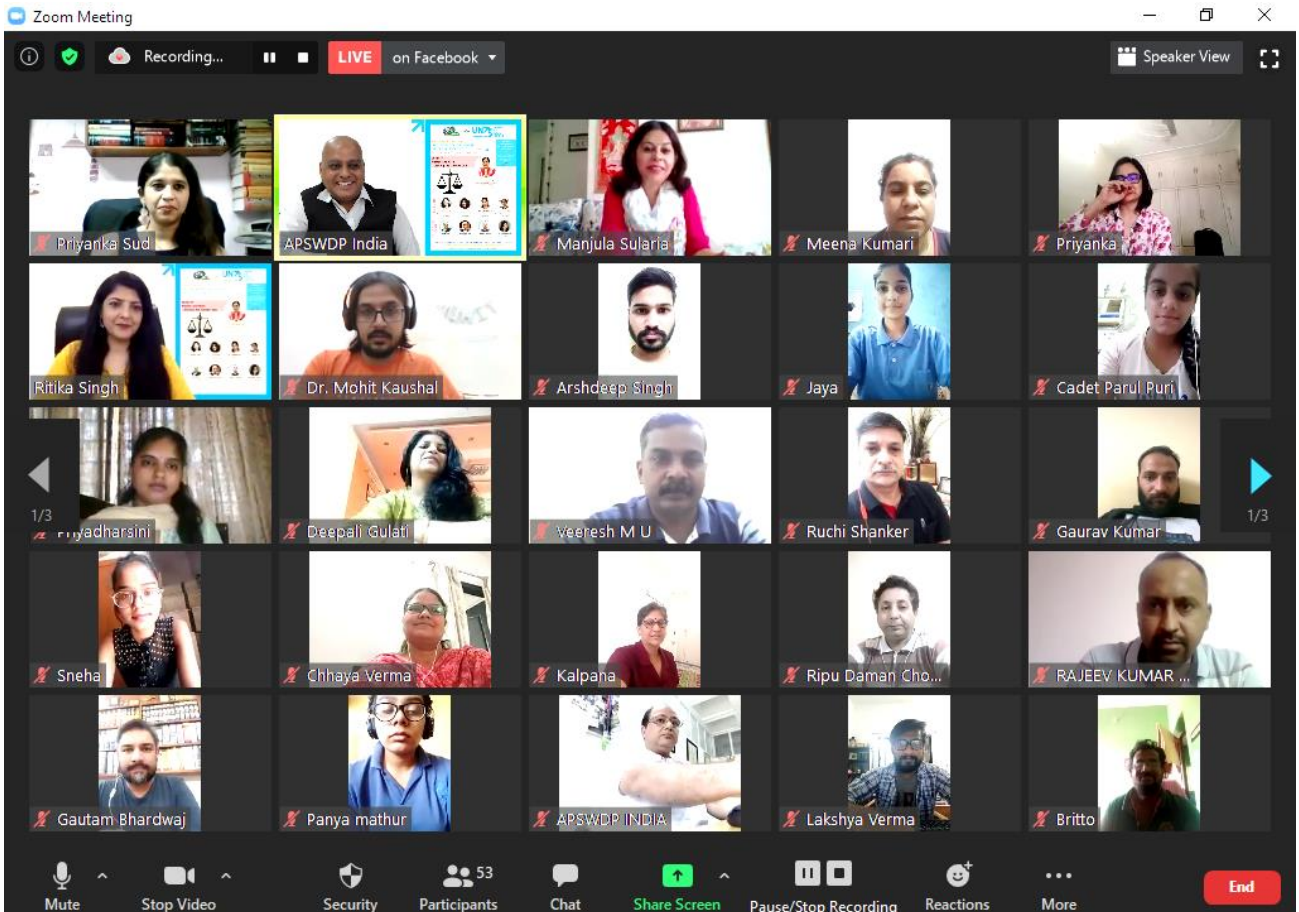 Zoom Meeting
Recording...
LIVE on Facebook
Speaker View
Priyanka Sud
APSWDP India
Manjula Sularia
Meena Kumari
Priyanka
UN75
Ritika Singh
Dr. Mohit Kaushal
Arshdeep Singh
Jaya
Cadet Parul Puri
1/3
yadharsini
Deepali Gulati
Veeresh M U
Ruchi Shanker
Gaurav Kumar
1/3
Sneha
Chhaya Verma
Kalpana
Ripu Daman Cho...
RAJEEV KUMAR ...
Gautam Bhardwaj
Panya mathur
APSWDP INDIA
Lakshya Verma
Britto
Mute
Stop Video
Security
53
Participants
Chat
Share Screen
Pause/Stop Recording
Reactions
More
End